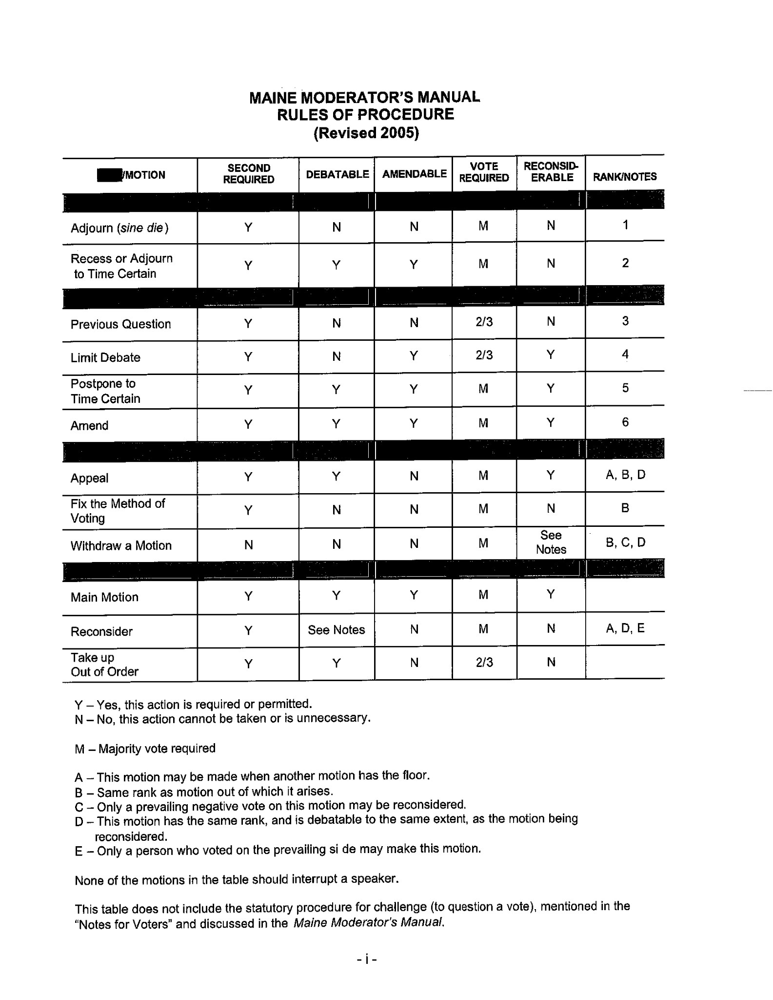 MAINE MODERATOR'S MANUAL
RULES OF PROCEDURE
(Revised 2005)
/MOTION SECOND REQUIRED DEBATABLE AMENDABLE VOTE REQUIRED RECONSID-ERABLE RANK/NOTES
Adjourn (sine die) Y N N M N 1
Recess or Adjourn to Time Certain Y Y Y M N 2
Previous Question Y N N 2/3 N 3
Limit Debate Y N Y 2/3 Y 4
Postpone to Time Certain Y Y Y M Y 5
Amend Y Y Y M Y 6
Appeal Y Y N M Y A, B, D
Fix the Method of Voting Y N N M N B
Withdraw a Motion N N N M See Notes B, C, D
Main Motion Y Y Y M Y
Reconsider Y See Notes N M N A, D, E
Take up Out of Order Y Y N 2/3 N
Y – Yes, this action is required or permitted.
N – No, this action cannot be taken or is unnecessary.
M – Majority vote required
A – This motion may be made when another motion has the floor.
B – Same rank as motion out of which it arises.
C – Only a prevailing negative vote on this motion may be reconsidered.
D – This motion has the same rank, and is debatable to the same extent, as the motion being
reconsidered.
E – Only a person who voted on the prevailing si de may make this motion.
None of the motions in the table should interrupt a speaker.
This table does not include the statutory procedure for challenge (to question a vote), mentioned in the
“Notes for Voters” and discussed in the Maine Moderator's Manual.
- i -